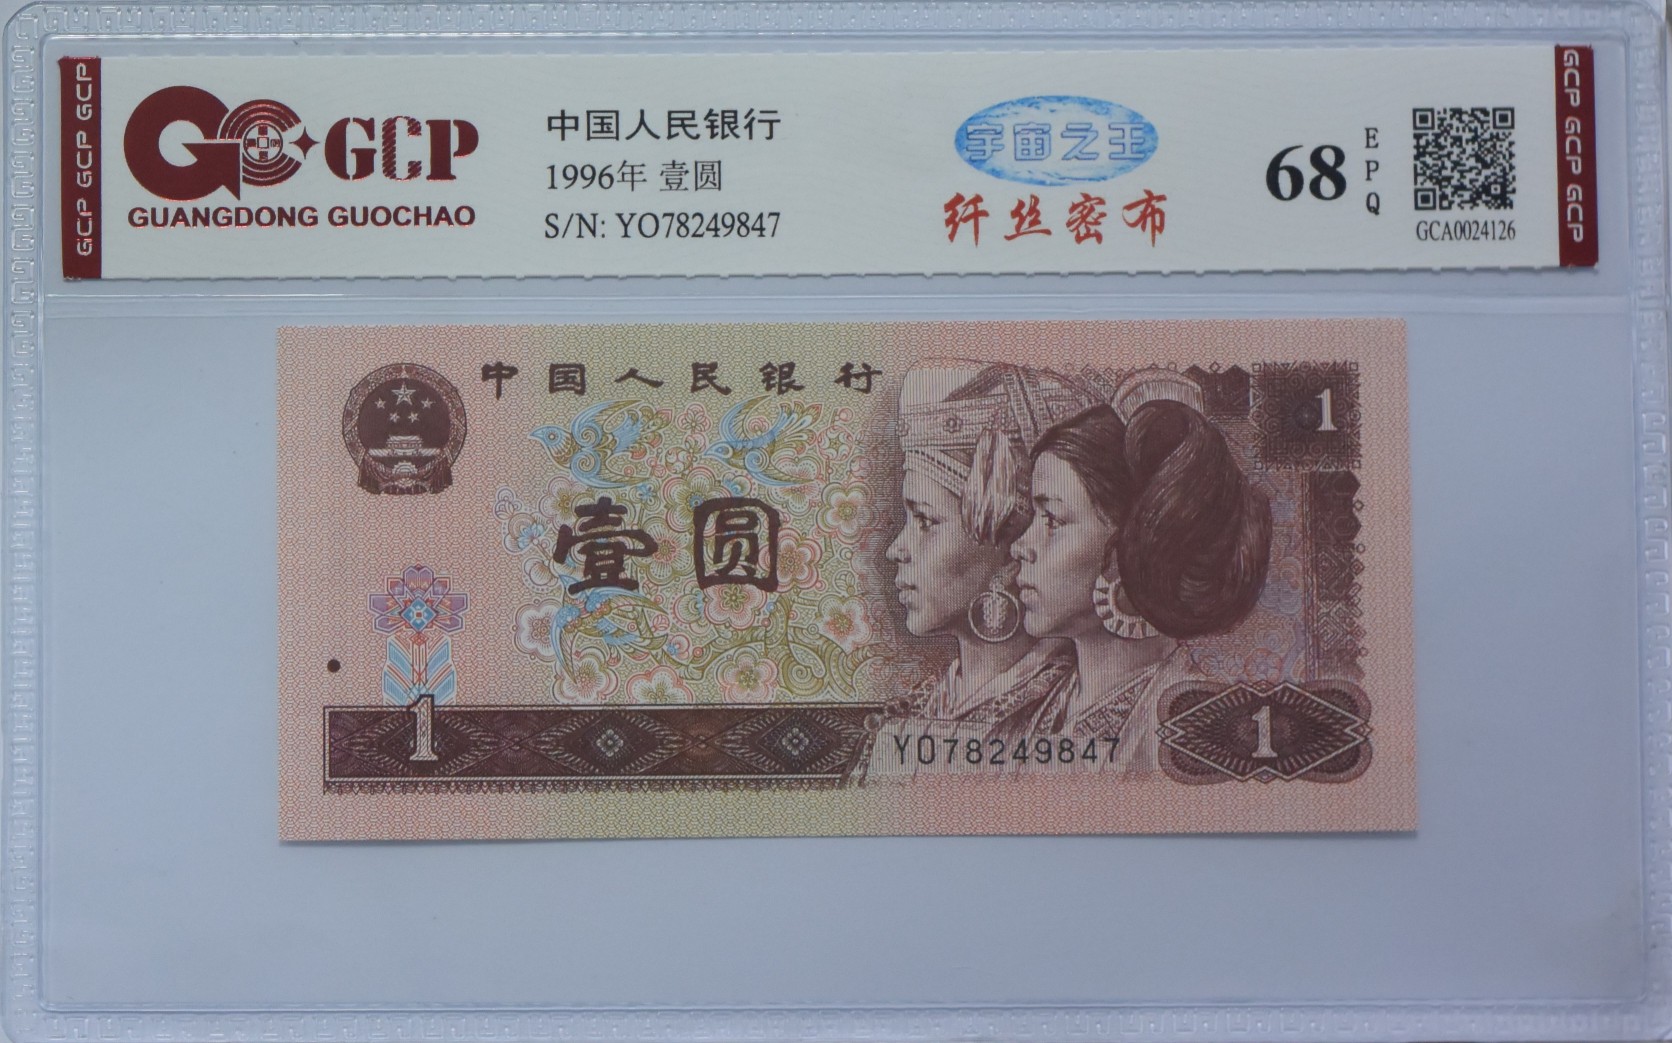 GCP GCP GCP
GCP
GUANGDONG GUOCHAO
中国人民银行
1996年 壹圆
S/N: YO78249847
宇宙之王
纤丝密布
68
EPQ
GCA0024126
GCP GCP GCP
中国人民银行
1
壹圆
1
YO78249847
1